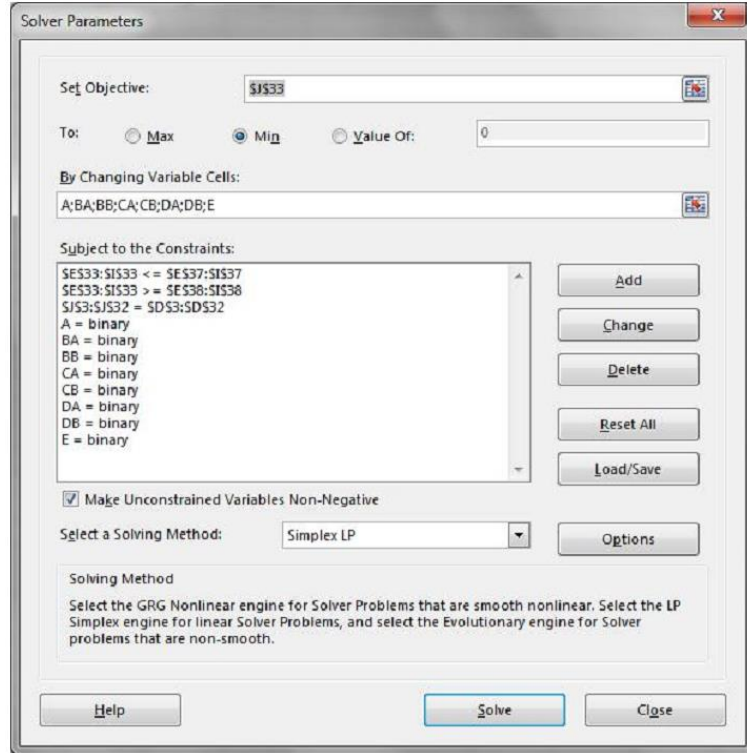 Solver Parameters
Set Objective: $J$33
To: Max Min Value Of: 0
By Changing Variable Cells:
A;BA;BB;CA;CB;DA;DB;E
Subject to the Constraints:
$E$33:$I$33 <= $E$37:$I$37
$E$33:$I$33 >= $E$38:$I$38
$J$3:$J$32 = $D$3:$D$32
A = binary
BA = binary
BB = binary
CA = binary
CB = binary
DA = binary
DB = binary
E = binary
Add
Change
Delete
Reset All
Load/Save
Make Unconstrained Variables Non-Negative
Select a Solving Method: Simplex LP Options
Solving Method
Select the GRG Nonlinear engine for Solver Problems that are smooth nonlinear. Select the LP
Simplex engine for linear Solver Problems, and select the Evolutionary engine for Solver
problems that are non-smooth.
Help Solve Close